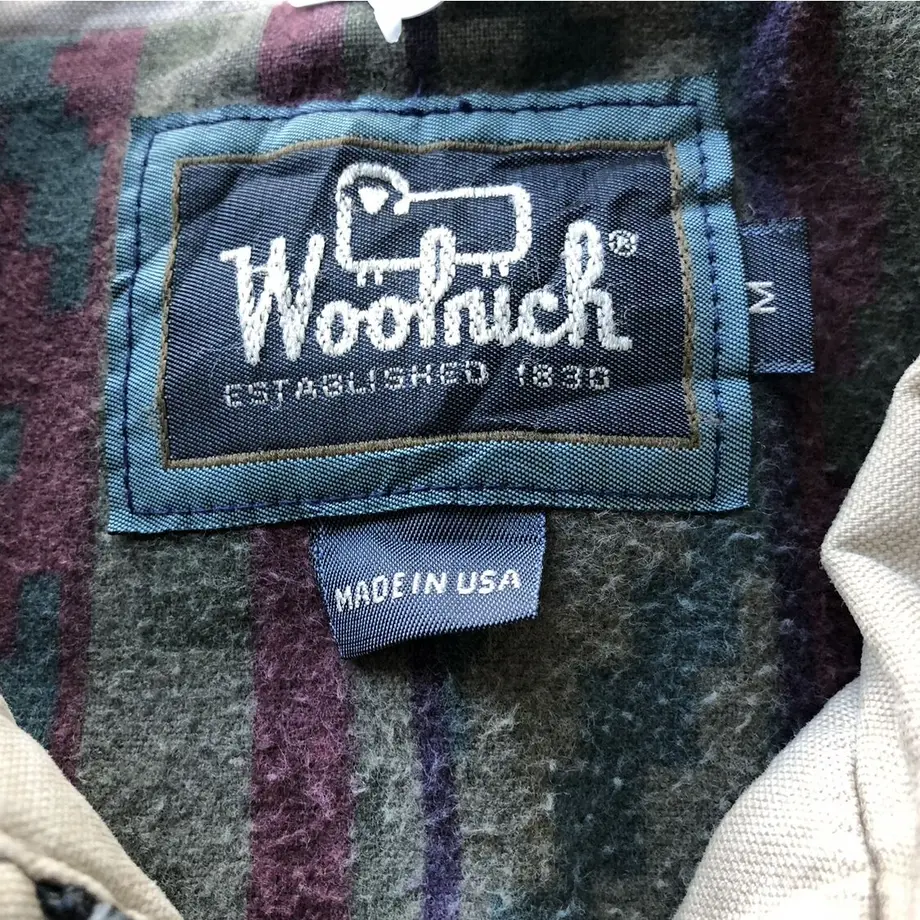 Woolrich®
ESTABLISHED 1830
M
MADE IN USA